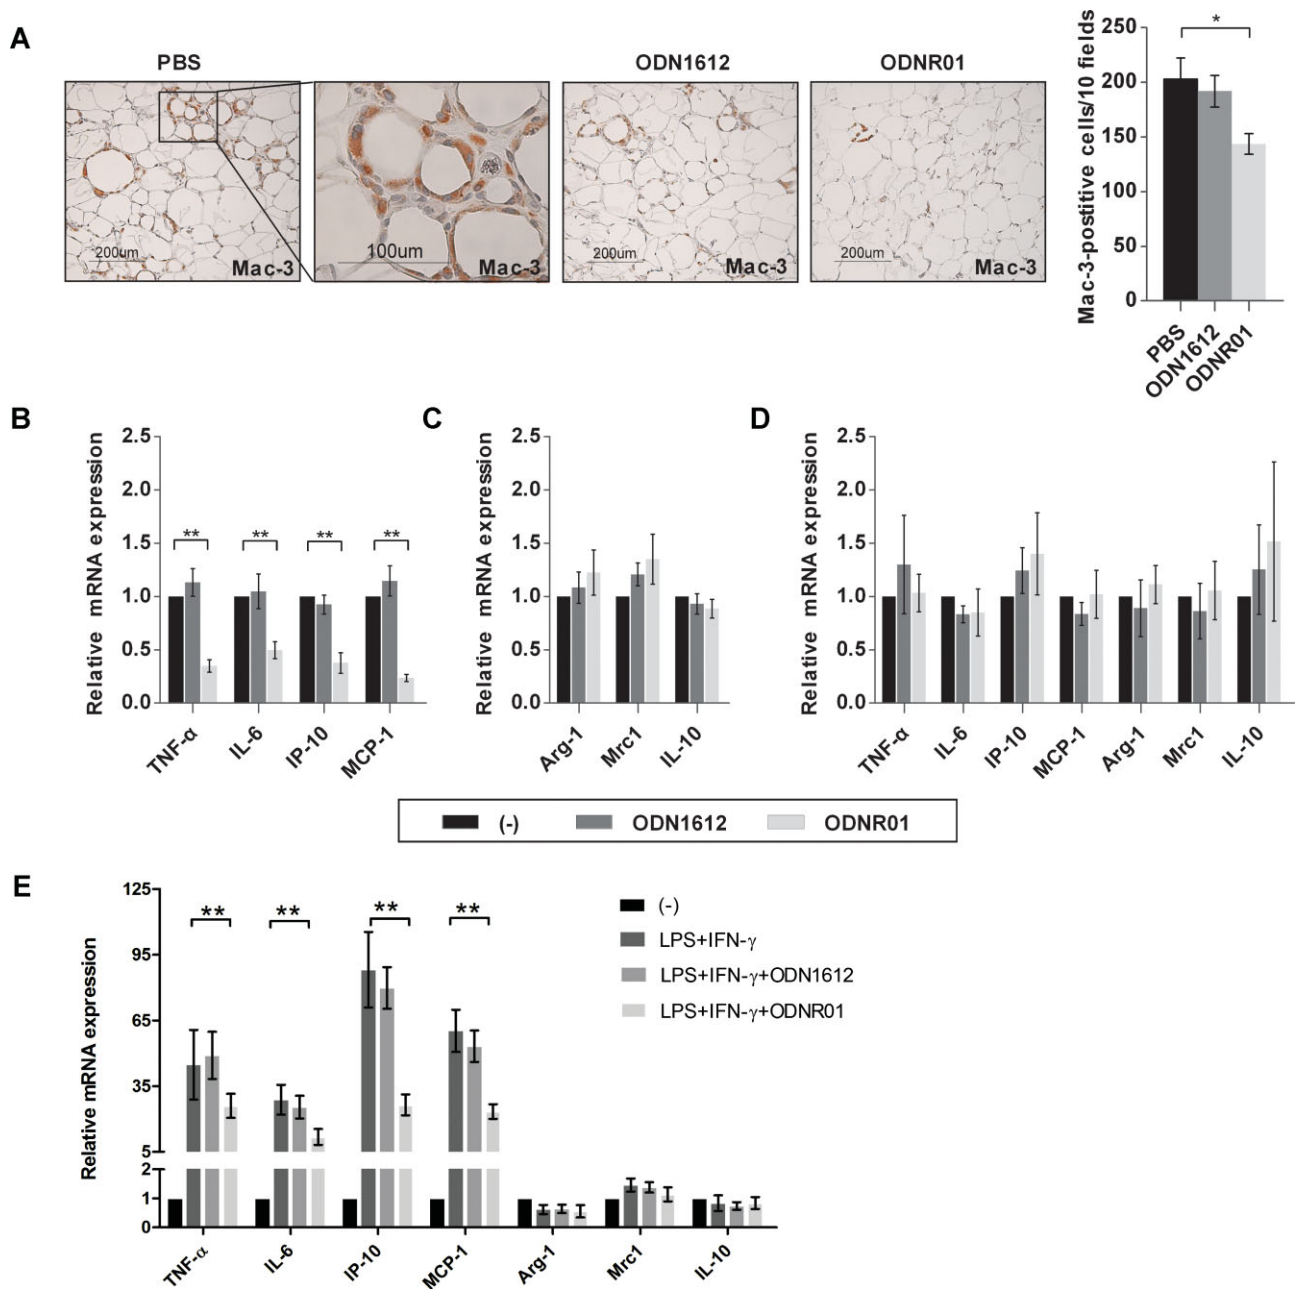 A
PBS
ODN1612
ODNR01
200um
Mac-3
100um
Mac-3
200um
Mac-3
200um
Mac-3
Mac-3-postitive cells/10 fields
250
200
150
200
50
0
*
PBS
ODN1612
ODNR01
B
Relative mRNA expression
2.5
2.0
1.5
1.0
0.5
0.0
** ** ** **
TNF-α IL-6 IP-10 MCP-1
C
Relative mRNA expression
2.5
2.0
1.5
1.0
0.5
0.0
Arg-1 Mrc1 IL-10
D
Relative mRNA expression
2.5
2.0
1.5
1.0
0.5
0.0
TNF-α IL-6 IP-10 MCP-1 Arg-1 Mrc1 IL-10
(-) ODN1612 ODNR01
E
Relative mRNA expression
125
95
65
35
5
2
1
0
** ** ** **
TNF-α IL-6 IP-10 MCP-1 Arg-1 Mrc1 IL-10
(-)
LPS+IFN-γ
LPS+IFN-γ+ODN1612
LPS+IFN-γ+ODNR01